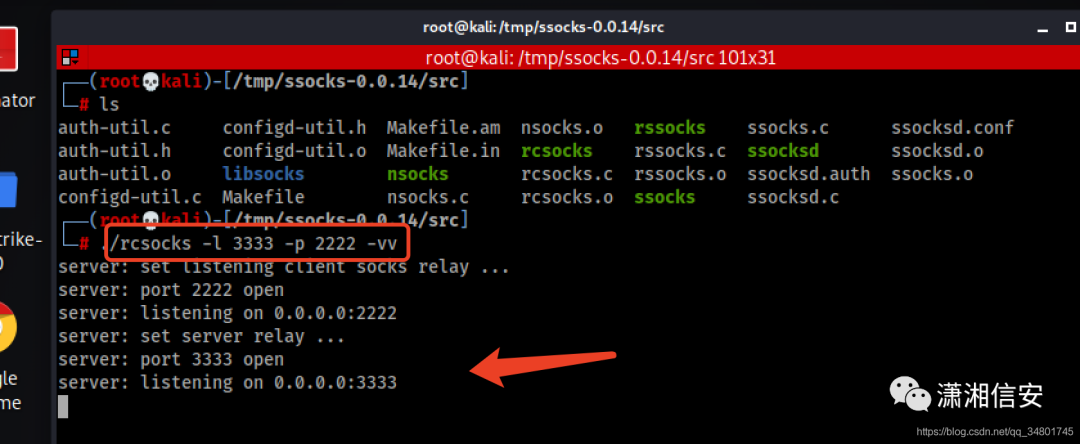 root@kali: /tmp/ssocks-0.0.14/src
root@kali: /tmp/ssocks-0.0.14/src 101x31
(root💀kali)-[/tmp/ssocks-0.0.14/src]
# ls
auth-util.c configd-util.h Makefile.am nsocks.o rssocks ssocks.c ssocksd.conf
auth-util.h configd-util.o Makefile.in rcsocks rssocks.c ssocksd ssocksd.o
auth-util.o libsocks nsocks rcsocks.c rssocks.o ssocksd.auth ssocks.o
configd-util.c Makefile nsocks.c rcsocks.o ssocks ssocksd.c
(root💀kali)-[/tmp/ssocks-0.0.14/src]
# ./rcsocks -l 3333 -p 2222 -vv
server: set listening client socks relay ...
server: port 2222 open
server: listening on 0.0.0.0:2222
server: set server relay ...
server: port 3333 open
server: listening on 0.0.0.0:3333
潇湘信安
https://blog.csdn.net/qq_34801745